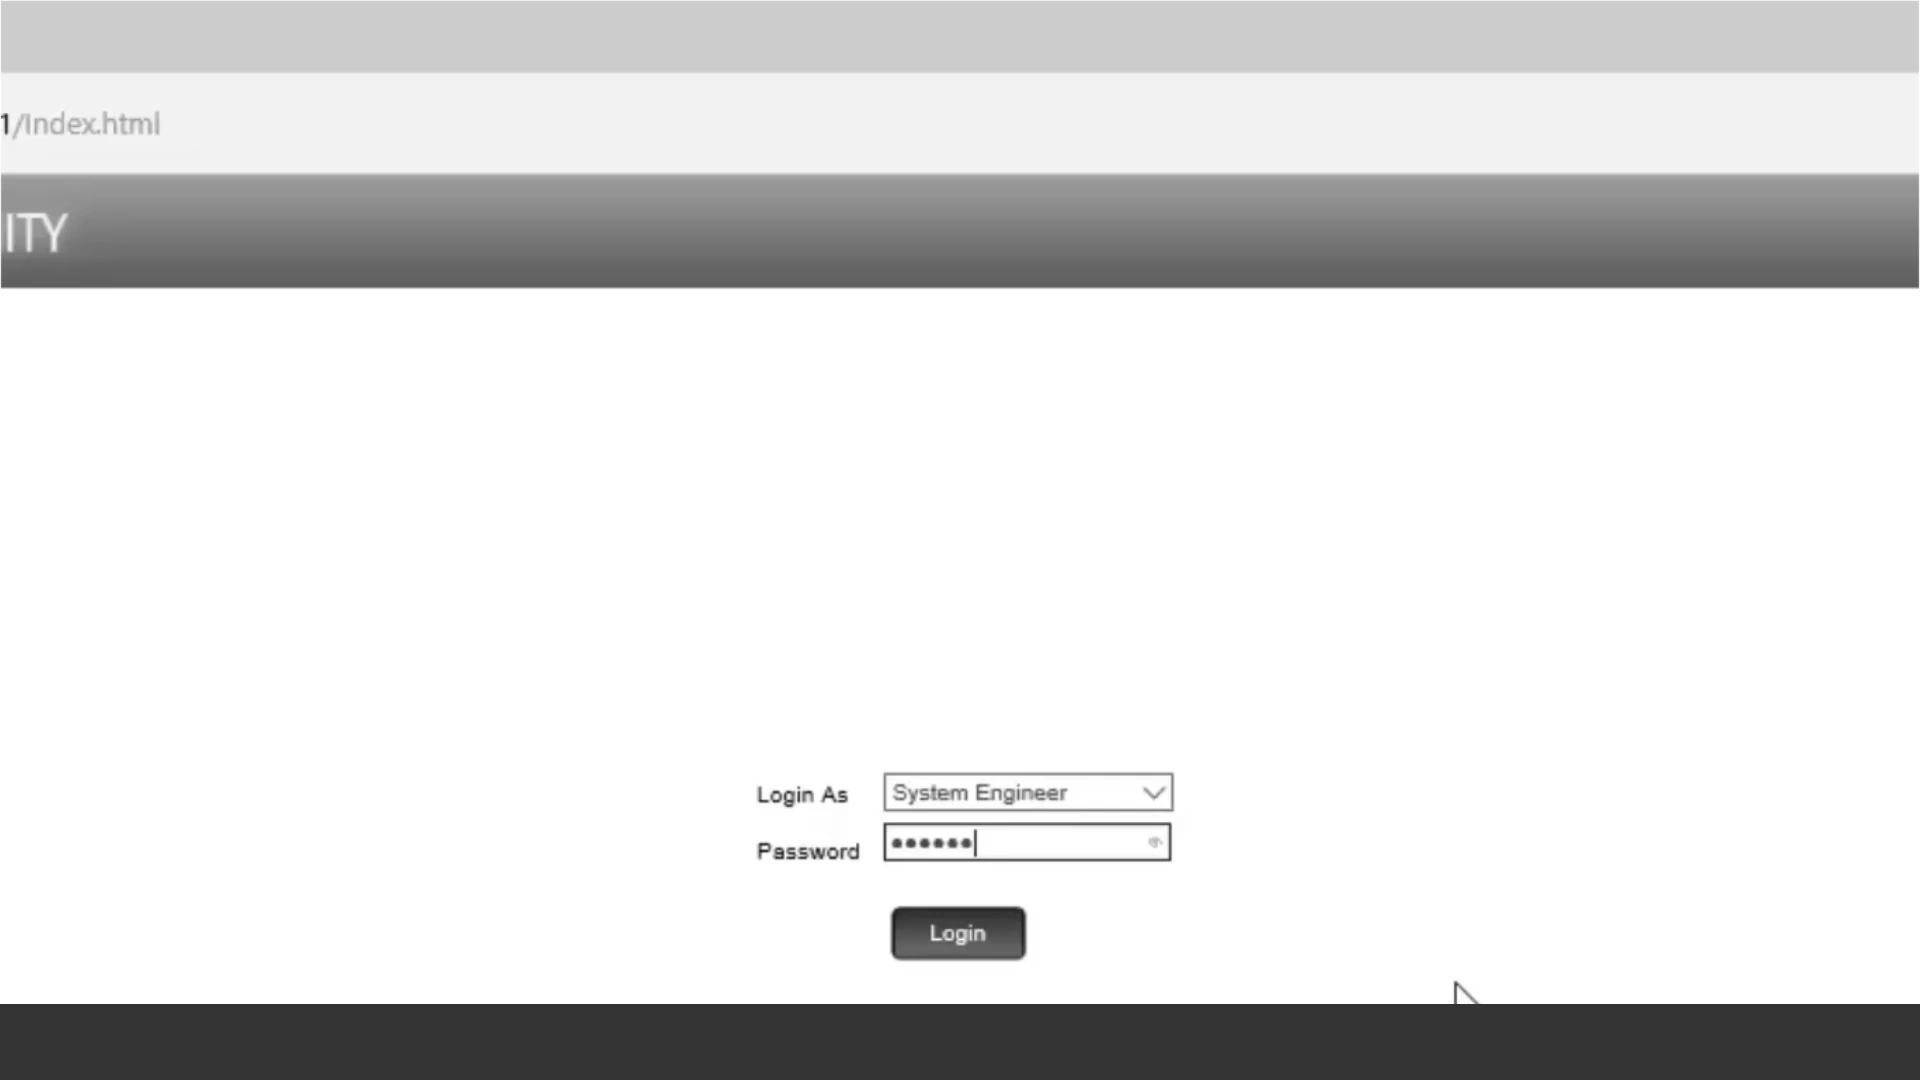 1/Index.html
ITY
Login As System Engineer
Password ••••••
Login